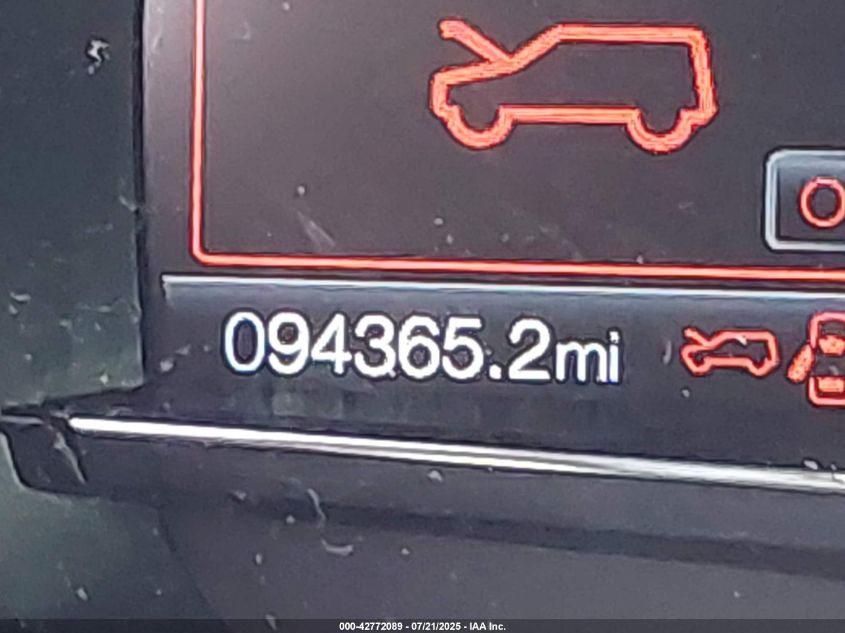 O
094365.2mi
000-42772089 - 07/21/2025 - IAA Inc.